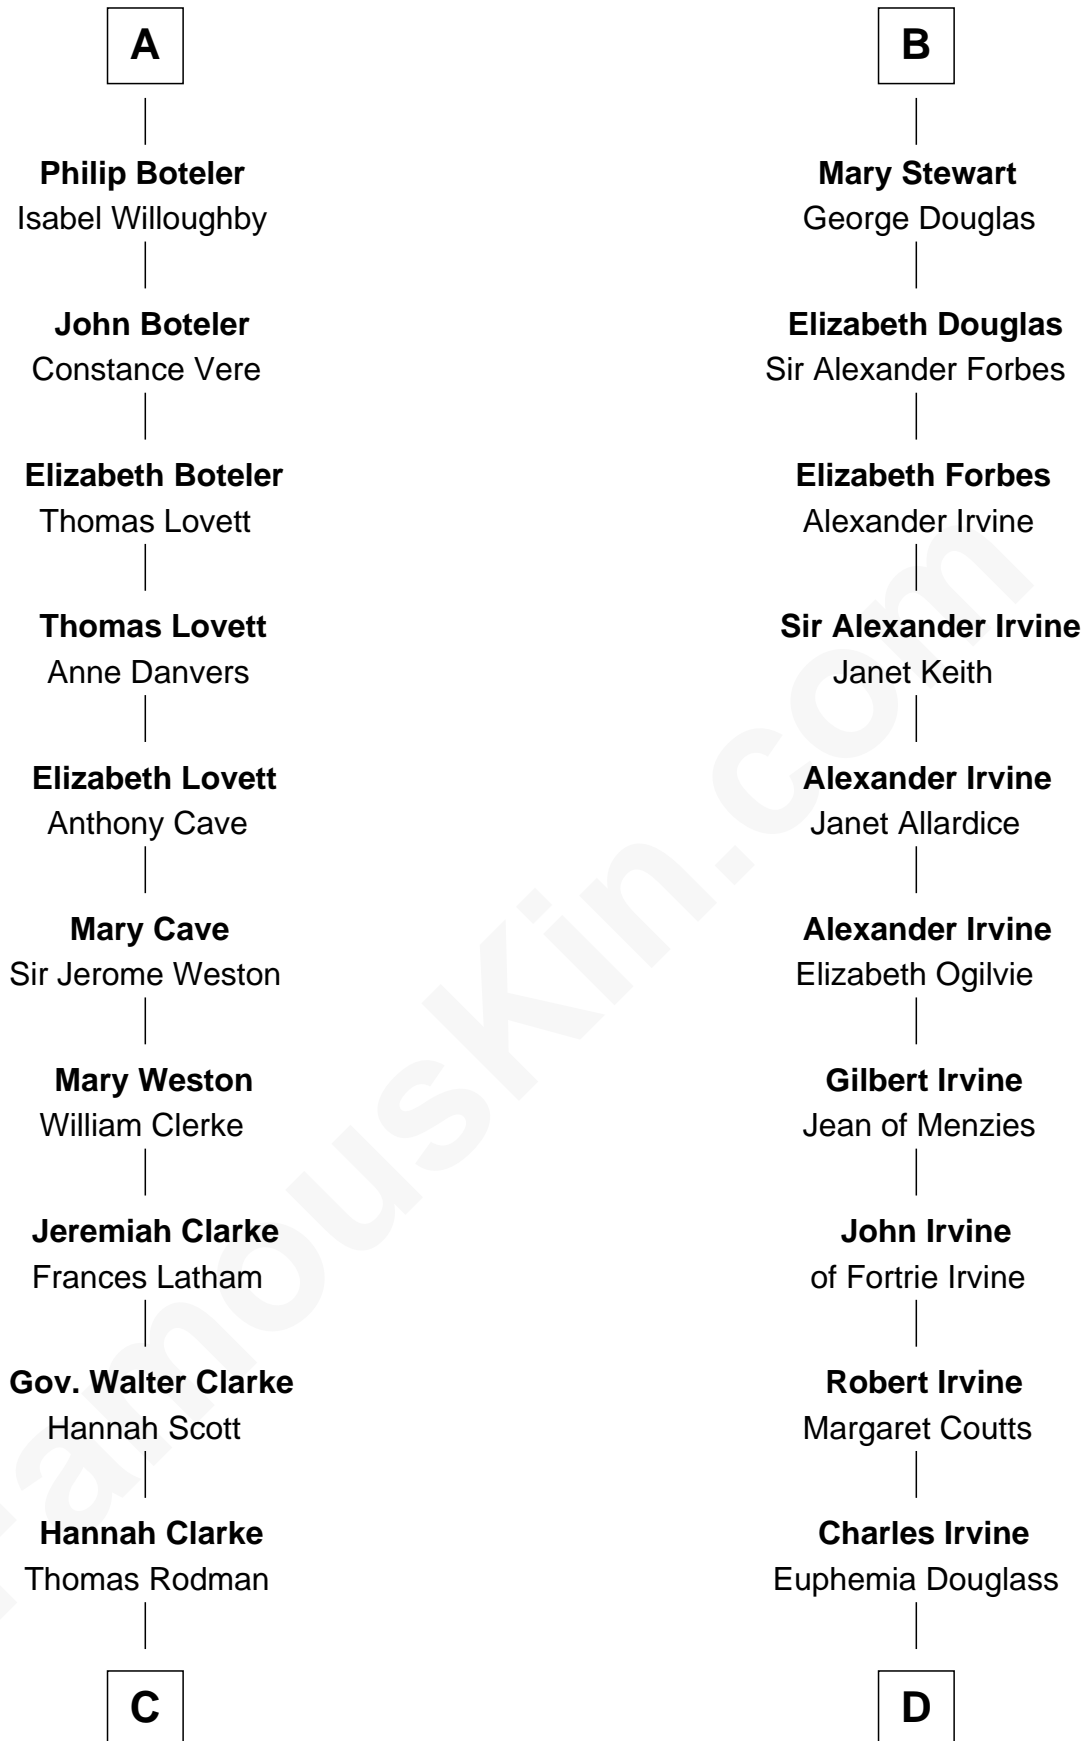 A
Philip Boteler
Isabel Willoughby
John Boteler
Constance Vere
Elizabeth Boteler
Thomas Lovett
Thomas Lovett
Anne Danvers
Elizabeth Lovett
Anthony Cave
Mary Cave
Sir Jerome Weston
Mary Weston
William Clerke
Jeremiah Clarke
Frances Latham
Gov. Walter Clarke
Hannah Scott
Hannah Clarke
Thomas Rodman
C
B
Mary Stewart
George Douglas
Elizabeth Douglas
Sir Alexander Forbes
Elizabeth Forbes
Alexander Irvine
Sir Alexander Irvine
Janet Keith
Alexander Irvine
Janet Allardice
Alexander Irvine
Elizabeth Ogilvie
Gilbert Irvine
Jean of Menzies
John Irvine
of Fortrie Irvine
Robert Irvine
Margaret Coutts
Charles Irvine
Euphemia Douglass
D
FamousKin.com